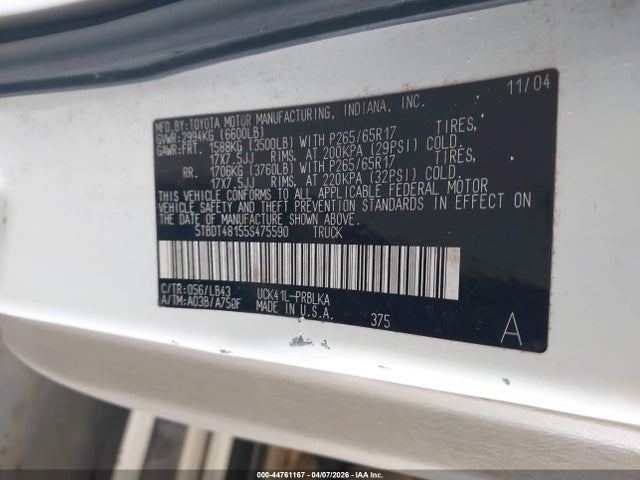 11/04
MFD.BY:TOYOTA MOTOR MANUFACTURING, INDIANA, INC.
GVWR:2994KG (6600LB)
GAWR:FRT. 1588KG (3500LB) WITH P265/65R17 TIRES,
17X7.5JJ RIMS, AT 200KPA (29PSI) COLD.
RR. 1706KG (3760LB) WITH P265/65R17 TIRES,
17X7.5JJ RIMS, AT 220KPA (32PSI) COLD.
THIS VEHICLE CONFORMS TO ALL APPLICABLE FEDERAL MOTOR
VEHICLE SAFETY AND THEFT PREVENTION STANDARDS IN EFFECT
ON THE DATE OF MANUFACTURE SHOWN ABOVE.
5TBDT48155S475590 TRUCK
C/TR:056/LB43 UCK41L-PRBLKA
A/TM:A03B/A750F MADE IN U.S.A. 375 A
000-44761167 - 04/07/2026 - IAA Inc.